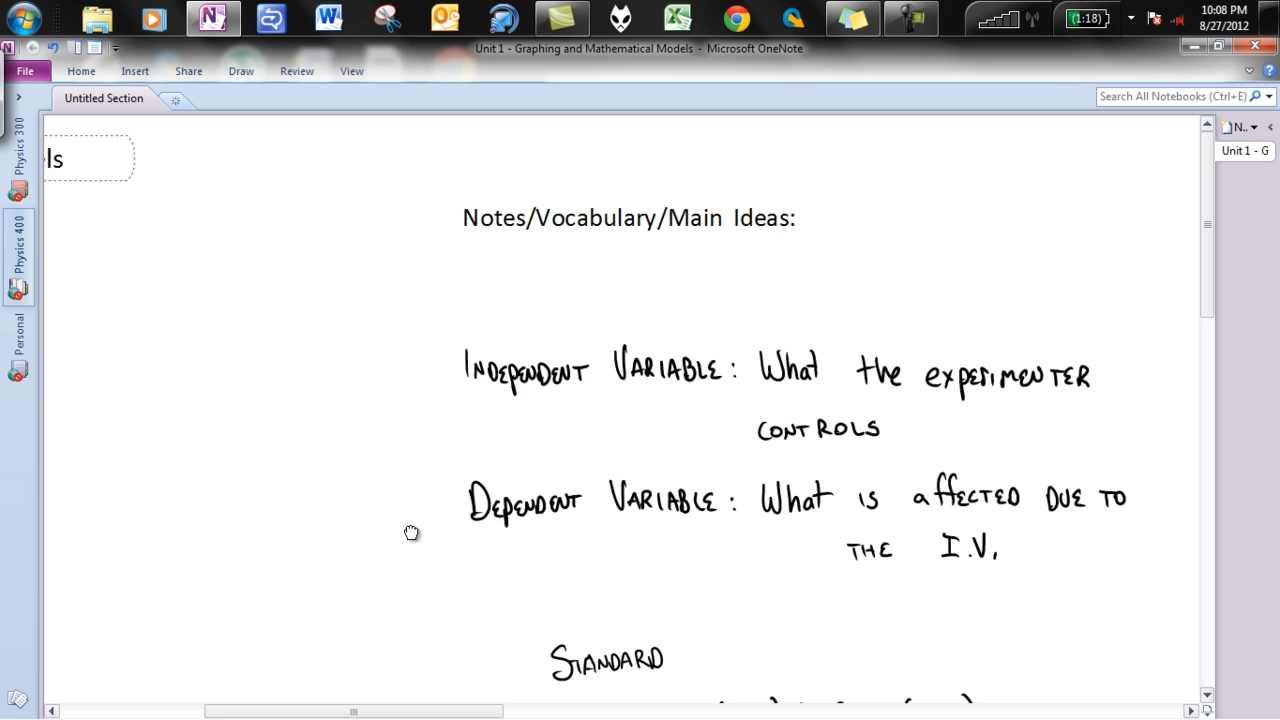 10:08 PM
(1:18)
8/27/2012
Unit 1 - Graphing and Mathematical Models - Microsoft OneNote
File Home Insert Share Draw Review View
Untitled Section
Search All Notebooks (Ctrl+E)
N..
Unit 1 - G
Physics 300
Physics 400
Personal
ls
Notes/Vocabulary/Main Ideas:
INDEPENDENT VARIABLE: What the experimenter
CONTROLS
DEPENDENT VARIABLE: What is affected DUE TO
THE I.V.
STANDARD